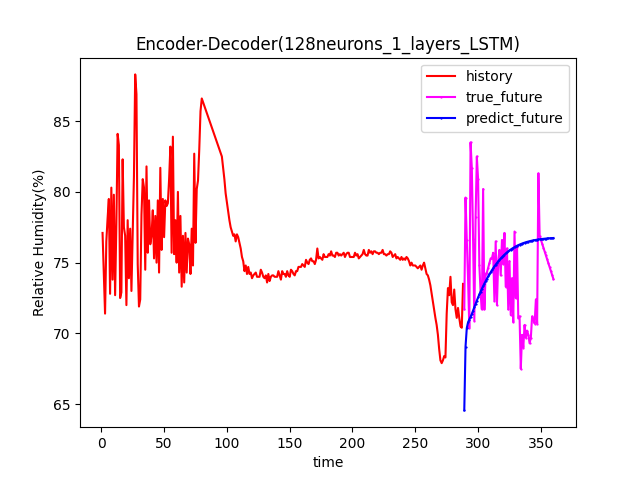 Encoder-Decoder(128neurons_1_layers_LSTM)
history
true_future
predict_future
Relative Humidity(%)
85
80
75
70
65
0 50 100 150 200 250 300 350
time